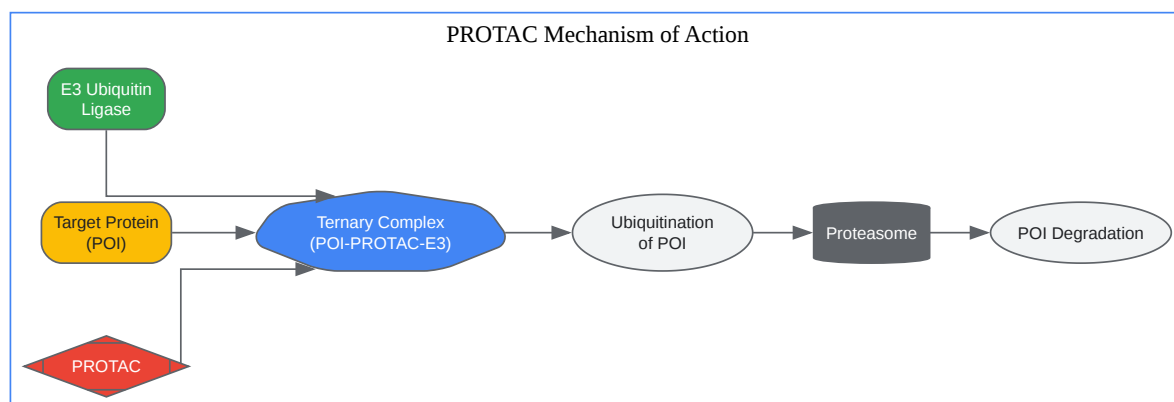 PROTAC Mechanism of Action
E3 Ubiquitin
Ligase
Target Protein
(POI)
Ternary Complex
(POI-PROTAC-E3)
Ubiquitination
of POI
Proteasome
POI Degradation
PROTAC